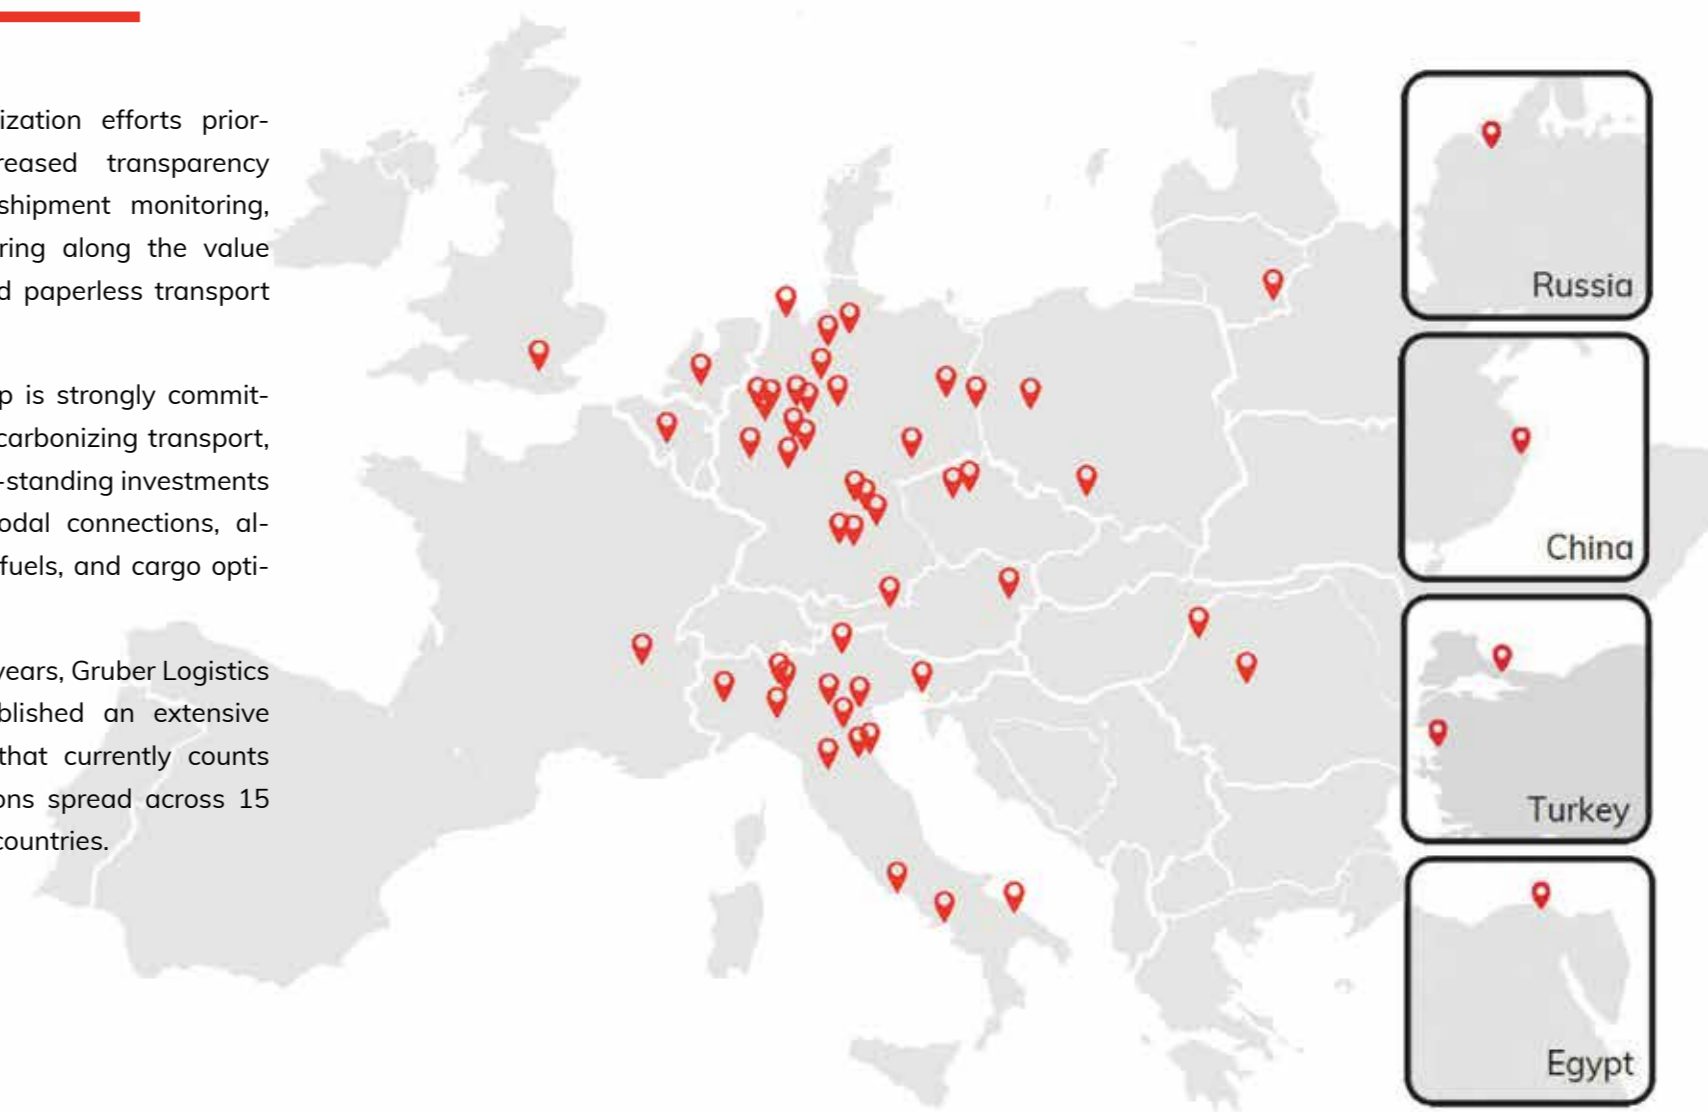 ization efforts prior-
reased transparency
shipment monitoring,
ring along the value
d paperless transport
p is strongly commit-
carbonizing transport,
-standing investments
odal connections, al-
fuels, and cargo opti-
years, Gruber Logistics
blished an extensive
that currently counts
ons spread across 15
countries.
Russia
China
Turkey
Egypt